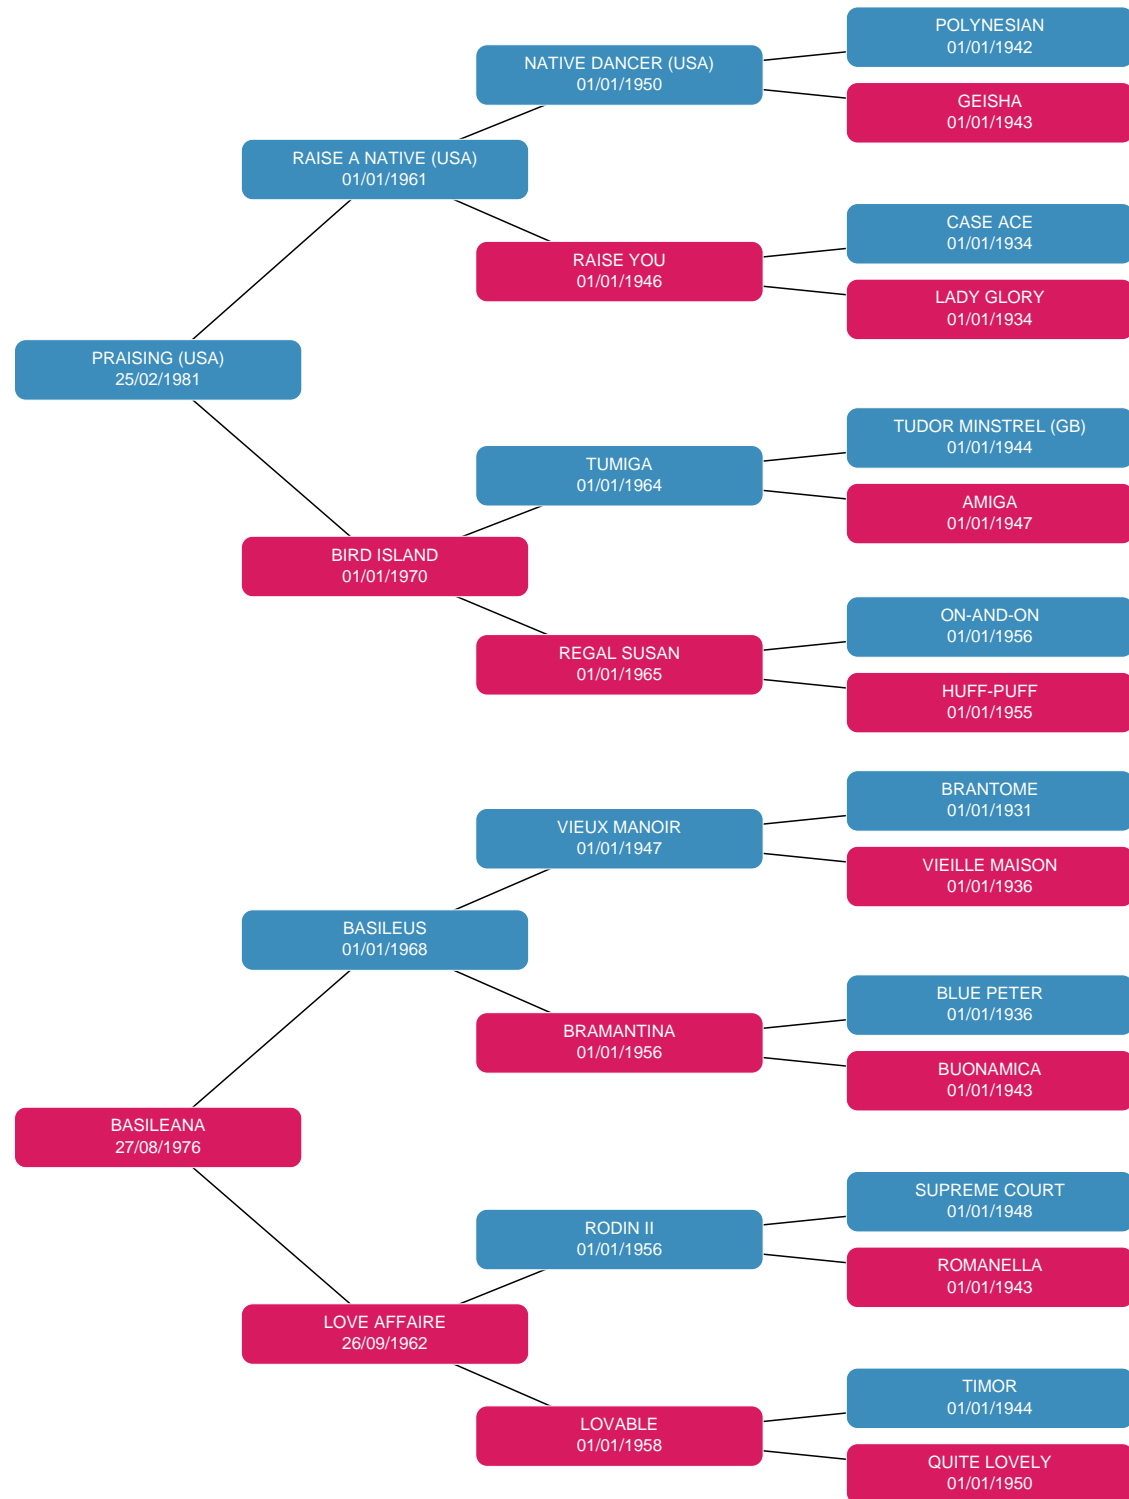 POLYNESIAN
01/01/1942
NATIVE DANCER (USA)
01/01/1950
GEISHA
01/01/1943
RAISE A NATIVE (USA)
01/01/1961
CASE ACE
01/01/1934
RAISE YOU
01/01/1946
LADY GLORY
01/01/1934
PRAISING (USA)
25/02/1981
TUDOR MINSTREL (GB)
01/01/1944
TUMIGA
01/01/1964
AMIGA
01/01/1947
BIRD ISLAND
01/01/1970
ON-AND-ON
01/01/1956
REGAL SUSAN
01/01/1965
HUFF-PUFF
01/01/1955
BRANTOME
01/01/1931
VIEUX MANOIR
01/01/1947
VIEILLE MAISON
01/01/1936
BASILEUS
01/01/1968
BLUE PETER
01/01/1936
BRAMANTINA
01/01/1956
BUONAMICA
01/01/1943
BASILEANA
27/08/1976
SUPREME COURT
01/01/1948
RODIN II
01/01/1956
ROMANELLA
01/01/1943
LOVE AFFAIRE
26/09/1962
TIMOR
01/01/1944
LOVABLE
01/01/1958
QUITE LOVELY
01/01/1950